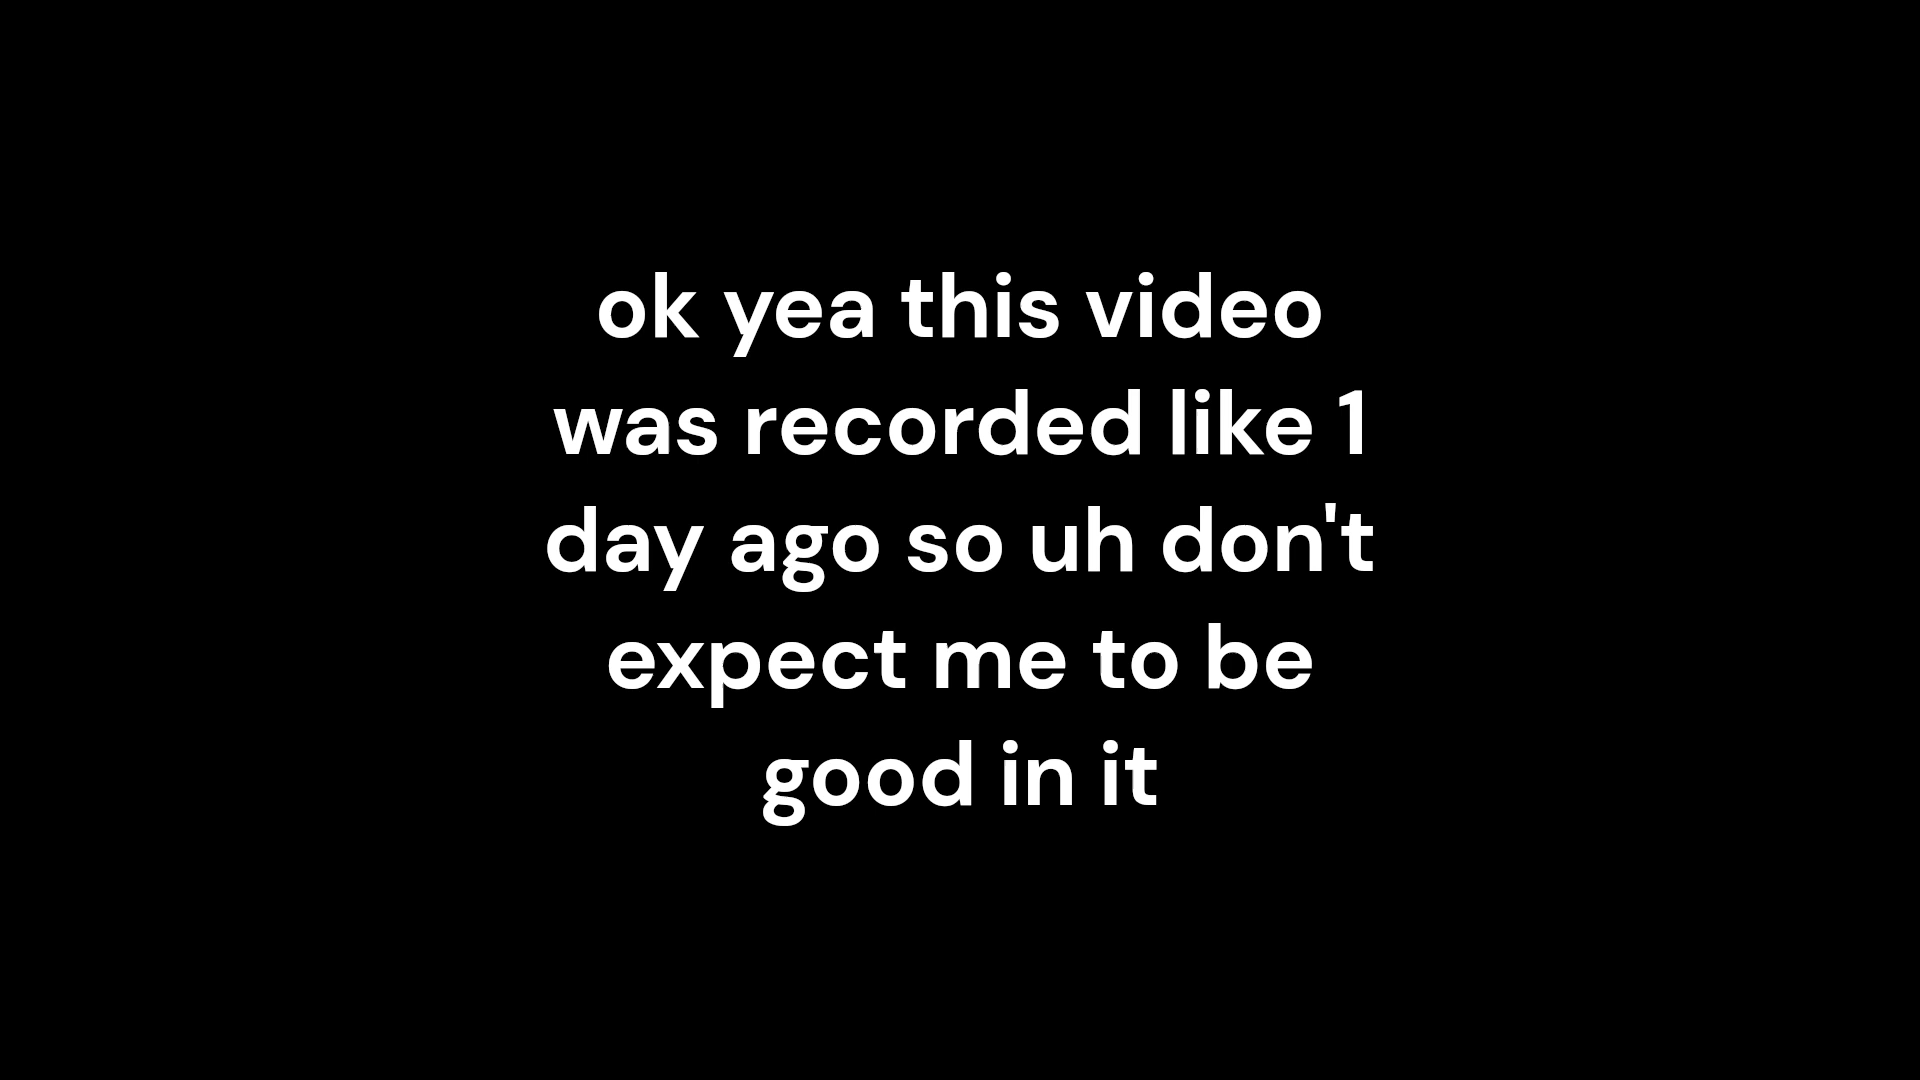 ok yea this video
was recorded like 1
day ago so uh don't
expect me to be
good in it